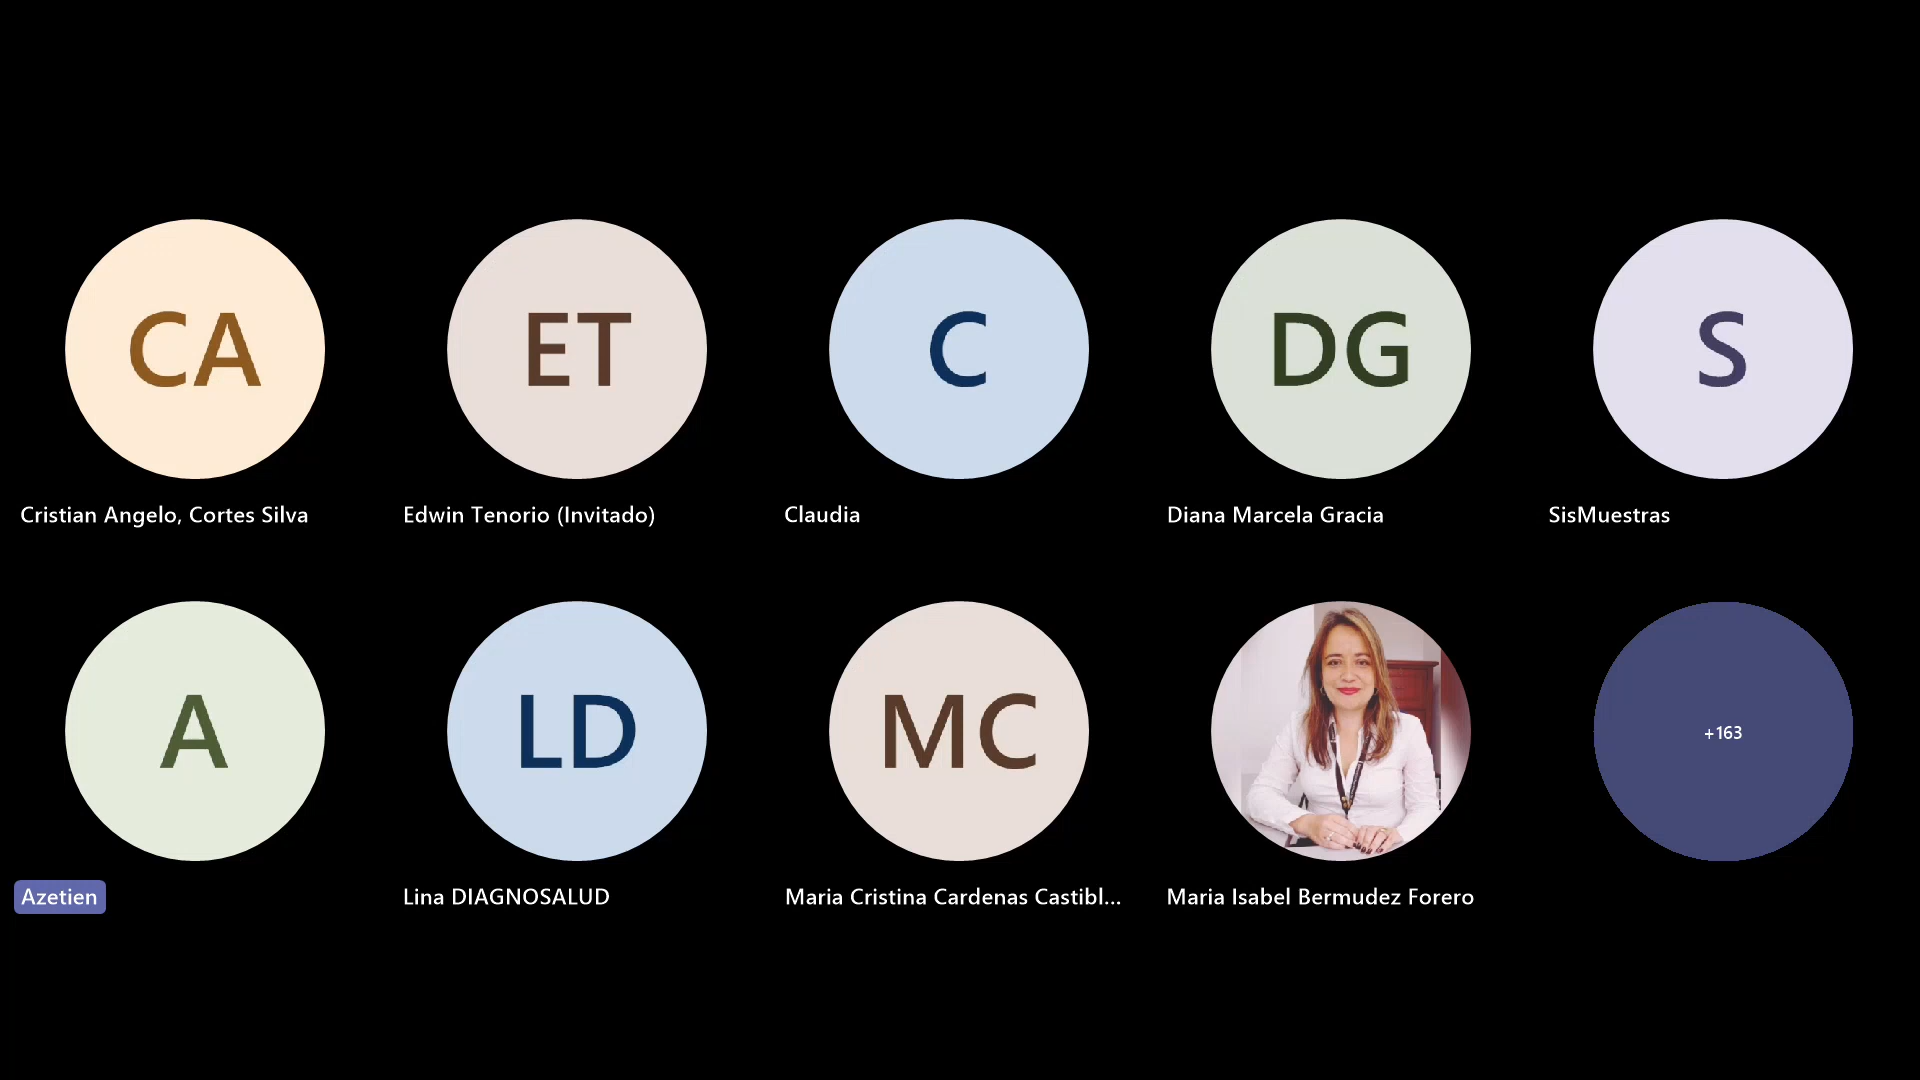 CA
ET
C
DG
S
Cristian Angelo, Cortes Silva
Edwin Tenorio (Invitado)
Claudia
Diana Marcela Gracia
SisMuestras
A
LD
MC
+163
Azetien
Lina DIAGNOSALUD
Maria Cristina Cardenas Castibl...
Maria Isabel Bermudez Forero